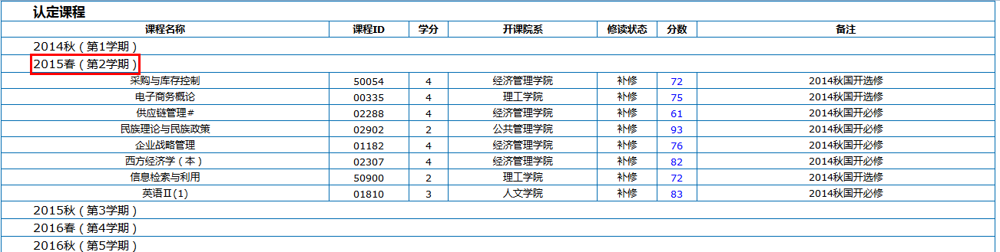 认定课程
课程名称 课程ID 学分 开课院系 修读状态 分数 备注
2014秋（第1学期）
2015春（第2学期）
采购与库存控制 50054 4 经济管理学院 补修 72 2014秋国开选修
电子商务概论 00335 4 理工学院 补修 75 2014秋国开选修
供应链管理# 02288 4 经济管理学院 补修 61 2014秋国开必修
民族理论与民族政策 02902 2 公共管理学院 补修 93 2014秋国开必修
企业战略管理 01182 4 经济管理学院 补修 76 2014秋国开必修
西方经济学（本） 02307 4 经济管理学院 补修 82 2014秋国开必修
信息检索与利用 50900 2 理工学院 补修 72 2014秋国开选修
英语Ⅱ(1) 01810 3 人文学院 补修 83 2014秋国开必修
2015秋（第3学期）
2016春（第4学期）
2016秋（第5学期）